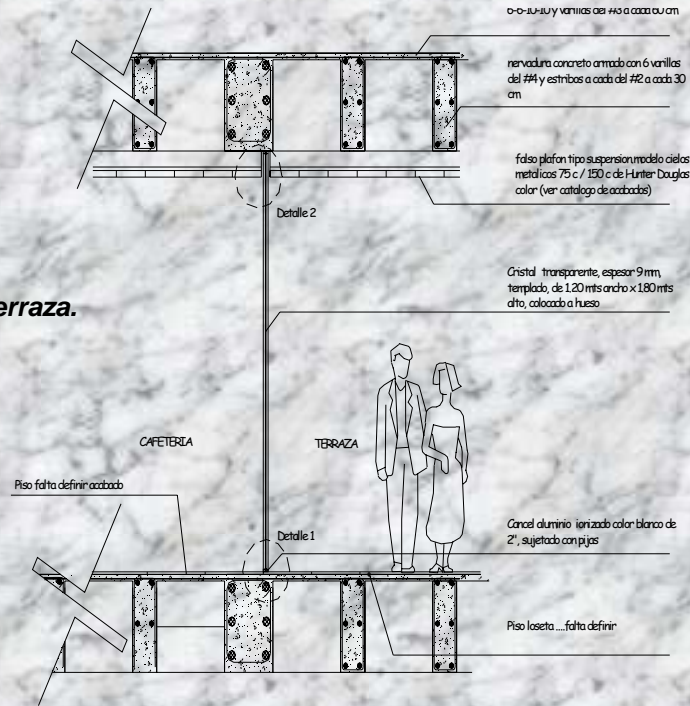 6-6-10-10 y varillas del #3 a cada 60 cm
nervadura concreto armado con 6 varillas
del #4 y estribos a cada del #2 a cada 30
cm
falso plafon tipo suspension,modelo cielos
metalicos 75 c / 150 c de Hunter Douglas
color (ver catalogo de acabados)
Detalle 2
Cristal transparente, espesor 9 mm,
templado, de 1.20 mts ancho x 1.80 mts
alto, colocado a hueso
erraza.
CAFETERIA
TERRAZA
Piso falta definir acabado
Detalle 1
Cancel aluminio ionizado color blanco de
2", sujetado con pijas
Piso loseta ....falta definir